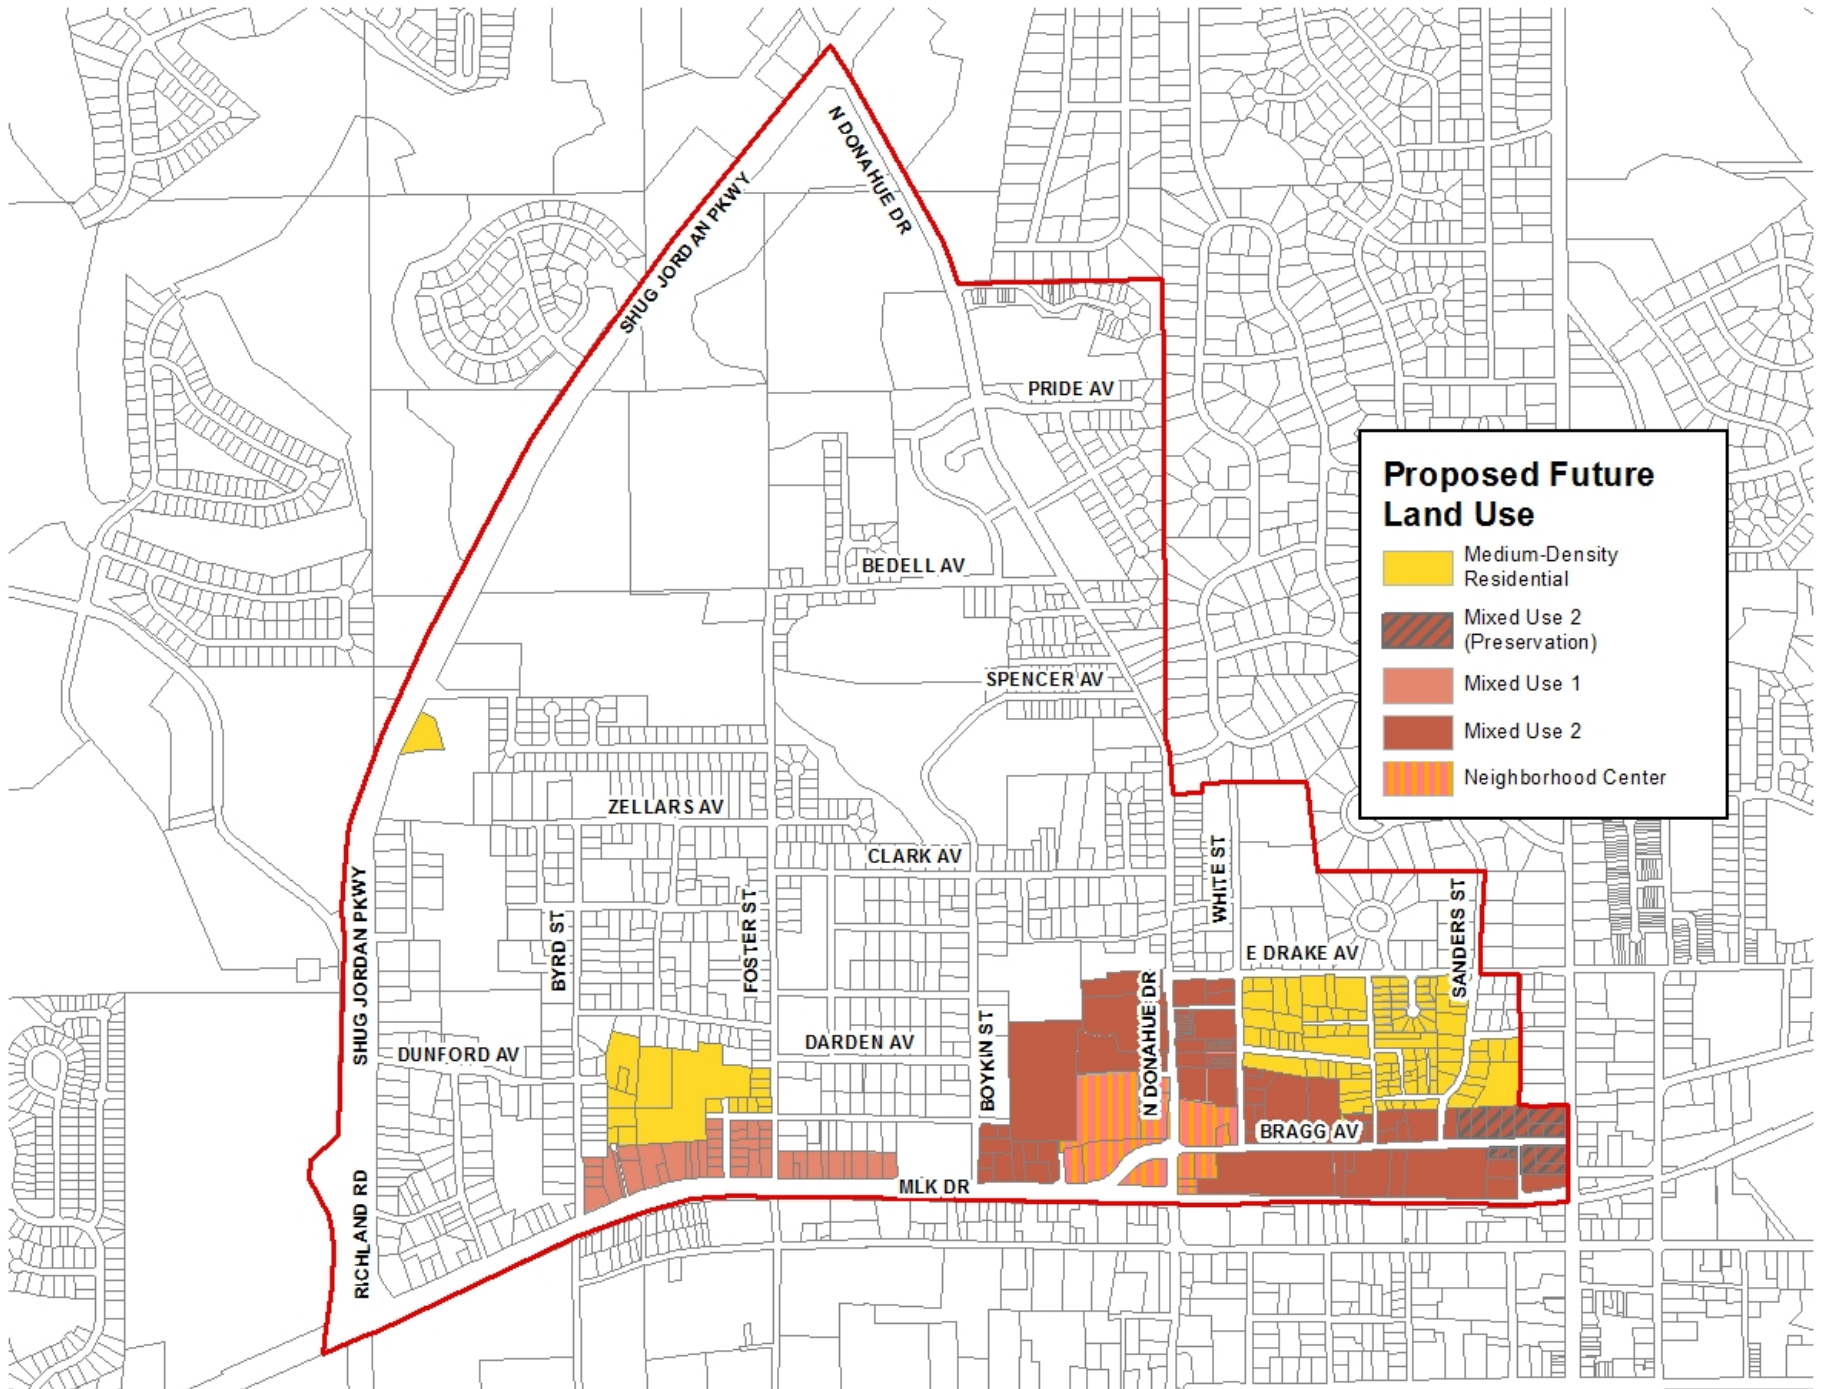 N DONAHUE DR
SHUG JORDAN PKWY
PRIDE AV
Proposed Future
Land Use
Medium-Density
Residential
Mixed Use 2
(Preservation)
Mixed Use 1
Mixed Use 2
Neighborhood Center
BEDELL AV
SPENCER AV
ZELLARS AV
CLARK AV
WHITE ST
SHUG JORDAN PKWY
BYRD ST
FOSTER ST
E DRAKE AV
SANDERS ST
N DONAHUE DR
BOYKIN ST
DUNFORD AV
DARDEN AV
BRAGG AV
RICHLAND RD
MLK DR